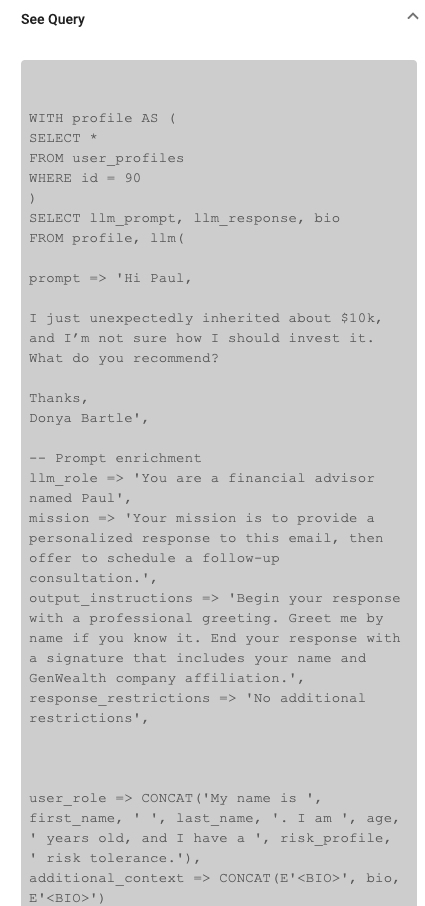 See Query
WITH profile AS (
SELECT *
FROM user_profiles
WHERE id = 90
)
SELECT llm_prompt, llm_response, bio
FROM profile, llm(
prompt => 'Hi Paul,
I just unexpectedly inherited about $10k,
and I’m not sure how I should invest it.
What do you recommend?
Thanks,
Donya Bartle',
-- Prompt enrichment
llm_role => 'You are a financial advisor
named Paul',
mission => 'Your mission is to provide a
personalized response to this email, then
offer to schedule a follow-up
consultation.',
output_instructions => 'Begin your response
with a professional greeting. Greet me by
name if you know it. End your response with
a signature that includes your name and
GenWealth company affiliation.',
response_restrictions => 'No additional
restrictions',
user_role => CONCAT('My name is ',
first_name, ' ', last_name, '. I am ', age,
' years old, and I have a ', risk_profile,
' risk tolerance.'),
additional_context => CONCAT(E'<BIO>', bio,
E'<BIO>')